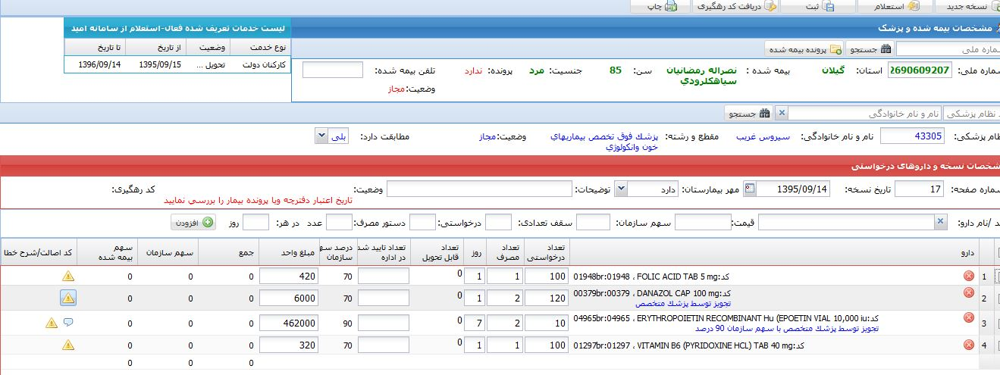 نسخه جدید استعلام ثبت دریافت کد رهگیری چاپ
مشخصات بیمه شده و پزشک
شماره ملی جستجو پرونده بیمه شده
شماره ملی: 2690609207 استان: گیلان بیمه شده : نصراله رمضانیان سیاهکلرودي سن: 85 جنسیت: مرد پرونده: ندارد تلفن بیمه شده:
وضعیت:مجاز
لیست خدمات تعریف شده فعال-استعلام از سامانه امید
نوع خدمت وضعیت از تاریخ تا تاریخ
کارکنان دولت تحویل ... 1395/09/15 1396/09/14
نظام پزشکی نام و نام خانوادگی جستجو
نظام پزشکی: 43305 نام و نام خانوادگی: سیروس غریب مقطع و رشته: پزشك فوق تخصص بیماریهاي خون وانکولوژي وضعیت:مجاز مطابقت دارد: بلی
مشخصات نسخه و داروهای درخواستی
شماره صفحه: 17 تاریخ نسخه: 1395/09/14 مهر بیمارستان: دارد توضیحات: وضعیت: کد رهگیری:
تاریخ اعتبار دفترچه ویا پرونده بیمار را بررسي نمایید
/نام دارو: قیمت: سهم سازمان: سقف تعدادی: درخواستی: دستور مصرف: عدد در هر: روز افزودن
دارو تعداد درخواستی تعداد مصرف روز تعداد قابل تحویل تعداد تایید شد در اداره درصد سه سازمان مبلغ واحد جمع سهم سازمان سهم بیمه شده کد اصالت/شرح خطا
1 کد:01948br:01948 ، FOLIC ACID TAB 5 mg 100 1 1 0 70 420 0 0 0
2 کد:00379br:00379 ، DANAZOL CAP 100 mg 120 2 1 0 70 6000 0 0 0
تجویز توسط پزشك متخصص
3 کد:04965br:04965 ، ERYTHROPOIETIN RECOMBINANT Hu (EPOETIN VIAL 10,000 iu 10 2 7 0 90 462000 0 0 0
تجویز توسط پزشك متخصص با سهم سازمان 90 درصد
4 کد:01297br:01297 ، VITAMIN B6 (PYRIDOXINE HCL) TAB 40 mg 100 1 1 0 70 320 0 0 0
0 0 0